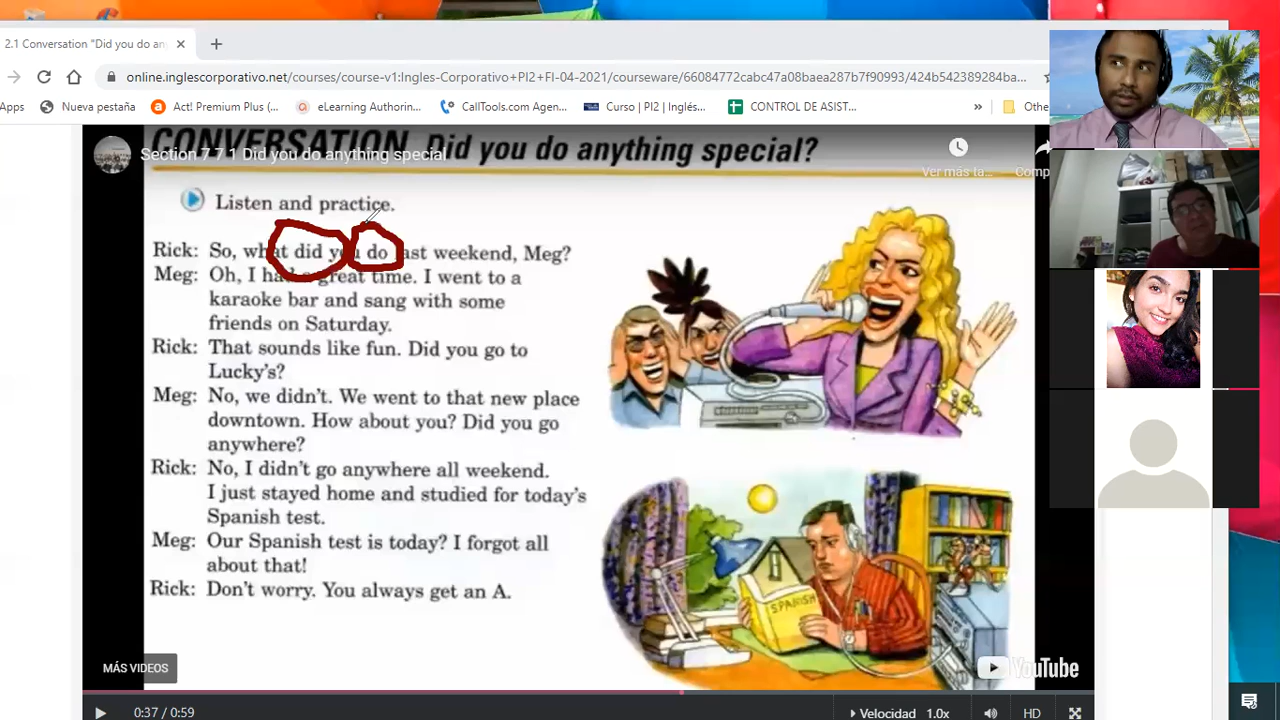 2.1 Conversation "Did you do an
online.inglescorporativo.net/courses/course-v1:Ingles-Corporativo+PI2+FI-04-2021/courseware/66084772cabc47a08baea287b7f90993/424b542389284ba...
Apps Nueva pestaña Act! Premium Plus (... eLearning Authorin... CallTools.com Agen... Curso | PI2 | Inglés... CONTROL DE ASIST... » Othe
CONVERSATION Did you do anything special?
Section 7 7 1 Did you do anything special
Ver más ta... Comp
Listen and practice.
Rick: So, what did you do last weekend, Meg?
Meg: Oh, I had a great time. I went to a
karaoke bar and sang with some
friends on Saturday.
Rick: That sounds like fun. Did you go to
Lucky's?
Meg: No, we didn't. We went to that new place
downtown. How about you? Did you go
anywhere?
Rick: No, I didn't go anywhere all weekend.
I just stayed home and studied for today's
Spanish test.
Meg: Our Spanish test is today? I forgot all
about that!
Rick: Don't worry. You always get an A.
SPANISH
MÁS VIDEOS
YouTube
0:37 / 0:59 Velocidad 1.0x HD